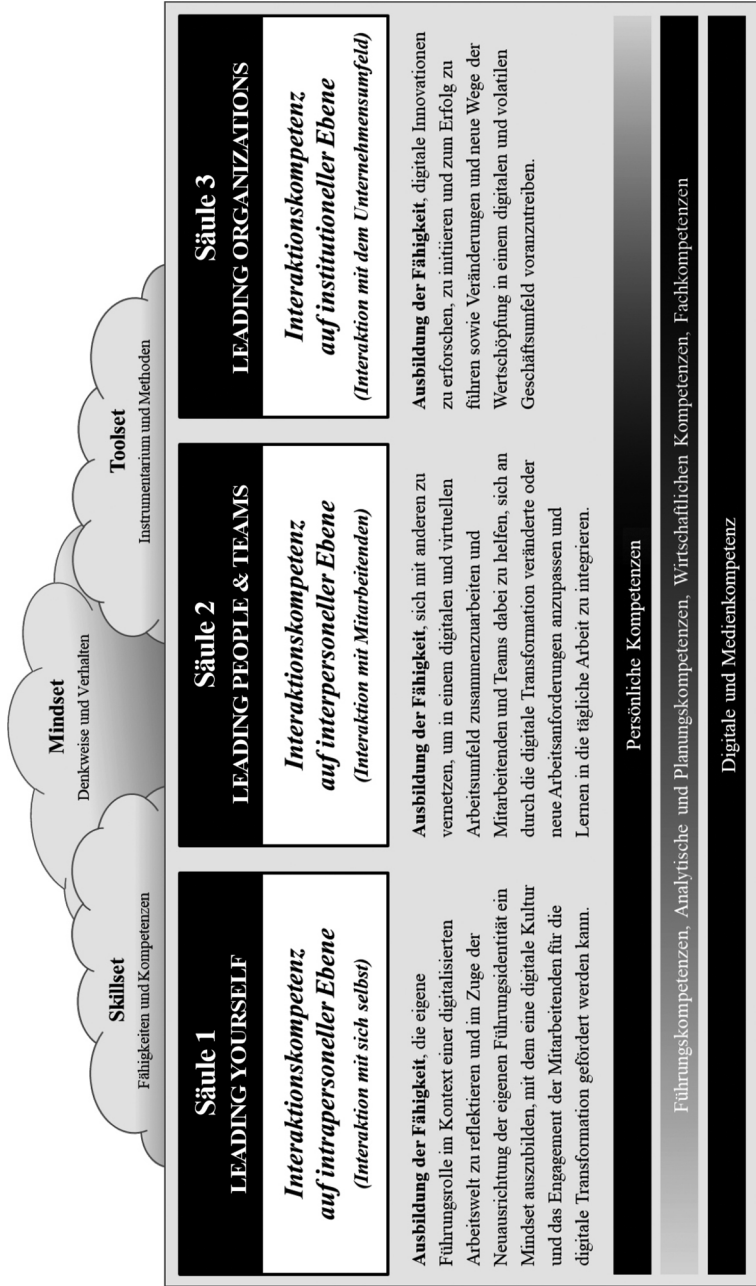 Mindset
Denkweise und Verhalten
Skillset
Fähigkeiten und Kompetenzen
Toolset
Instrumentarium und Methoden
Säule 1
LEADING YOURSELF
Interaktionskompetenz
auf intrapersoneller Ebene
(Interaktion mit sich selbst)
Ausbildung der Fähigkeit, die eigene
Führungsrolle im Kontext einer digitalisierten
Arbeitswelt zu reflektieren und im Zuge der
Neuausrichtung der eigenen Führungsidentität ein
Mindset auszubilden, mit dem eine digitale Kultur
und das Engagement der Mitarbeitenden für die
digitale Transformation gefördert werden kann.
Säule 2
LEADING PEOPLE & TEAMS
Interaktionskompetenz
auf interpersoneller Ebene
(Interaktion mit Mitarbeitenden)
Ausbildung der Fähigkeit, sich mit anderen zu
vernetzen, um in einem digitalen und virtuellen
Arbeitsumfeld zusammenzuarbeiten und
Mitarbeitenden und Teams dabei zu helfen, sich an
durch die digitale Transformation veränderte oder
neue Arbeitsanforderungen anzupassen und
Lernen in die tägliche Arbeit zu integrieren.
Säule 3
LEADING ORGANIZATIONS
Interaktionskompetenz
auf institutioneller Ebene
(Interaktion mit dem Unternehmensumfeld)
Ausbildung der Fähigkeit, digitale Innovationen
zu erforschen, zu initiieren und zum Erfolg zu
führen sowie Veränderungen und neue Wege der
Wertschöpfung in einem digitalen und volatilen
Geschäftsumfeld voranzutreiben.
Persönliche Kompetenzen
Führungskompetenzen, Analytische und Planungskompetenzen, Wirtschaftlichen Kompetenzen, Fachkompetenzen
Digitale und Medienkompetenz